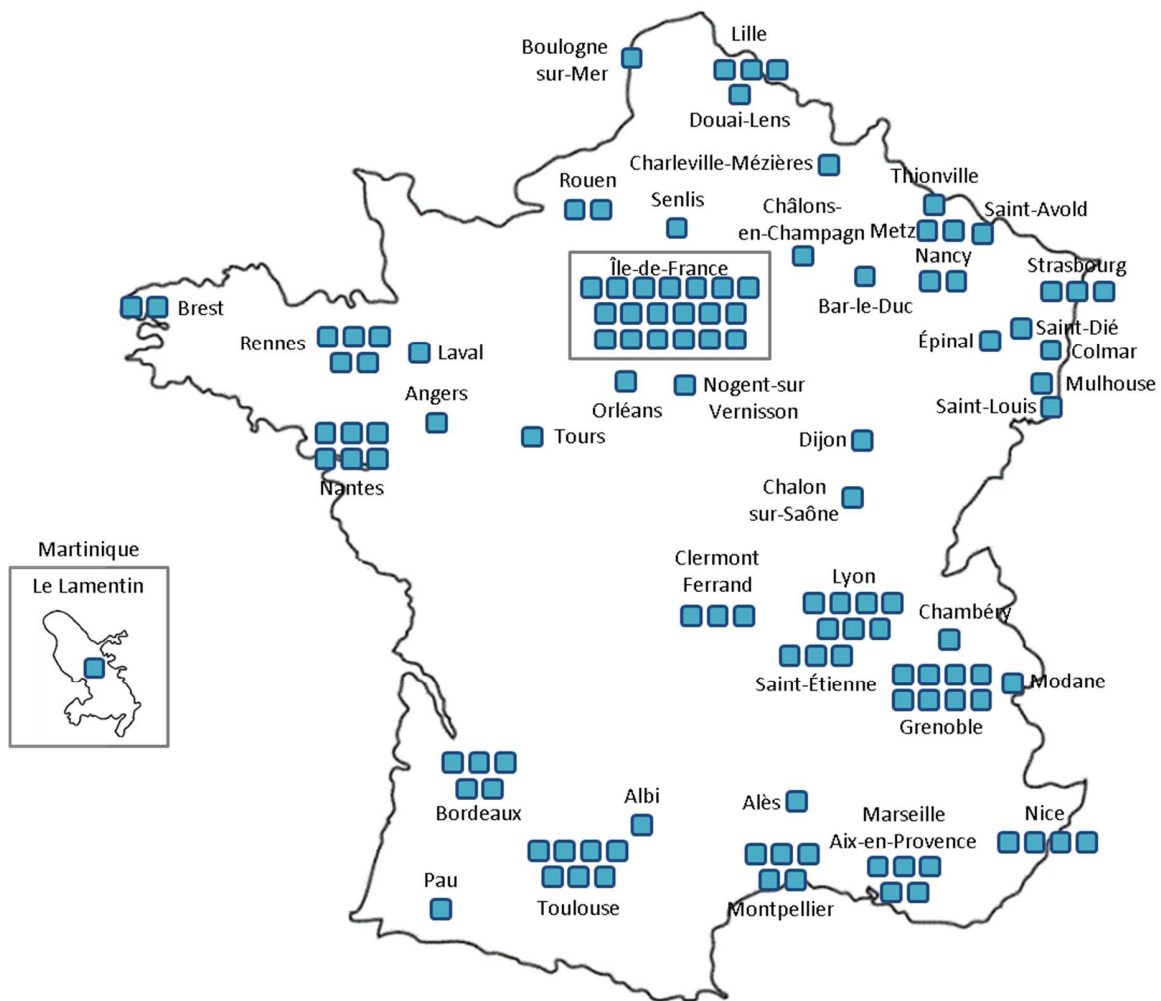 Lille
Boulogne
sur-Mer
Douai-Lens
Charleville-Mézières
Thionville
Rouen
Senlis
Châlons-
en-Champagn
Metz
Saint-Avold
Nancy
Île-de-France
Strasbourg
Bar-le-Duc
Brest
Rennes
Laval
Épinal
Saint-Dié
Colmar
Mulhouse
Saint-Louis
Angers
Orléans
Nogent-sur
Vernisson
Tours
Dijon
Nantes
Chalon
sur-Saône
Martinique
Le Lamentin
Clermont
Ferrand
Lyon
Chambéry
Saint-Étienne
Modane
Grenoble
Bordeaux
Albi
Alès
Marseille
Aix-en-Provence
Nice
Pau
Toulouse
Montpellier